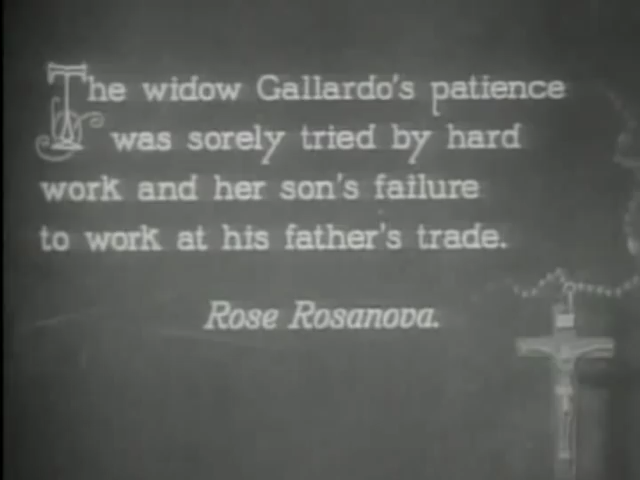 The widow Gallardo's patience
was sorely tried by hard
work and her son's failure
to work at his father's trade.
Rose Rosanova.